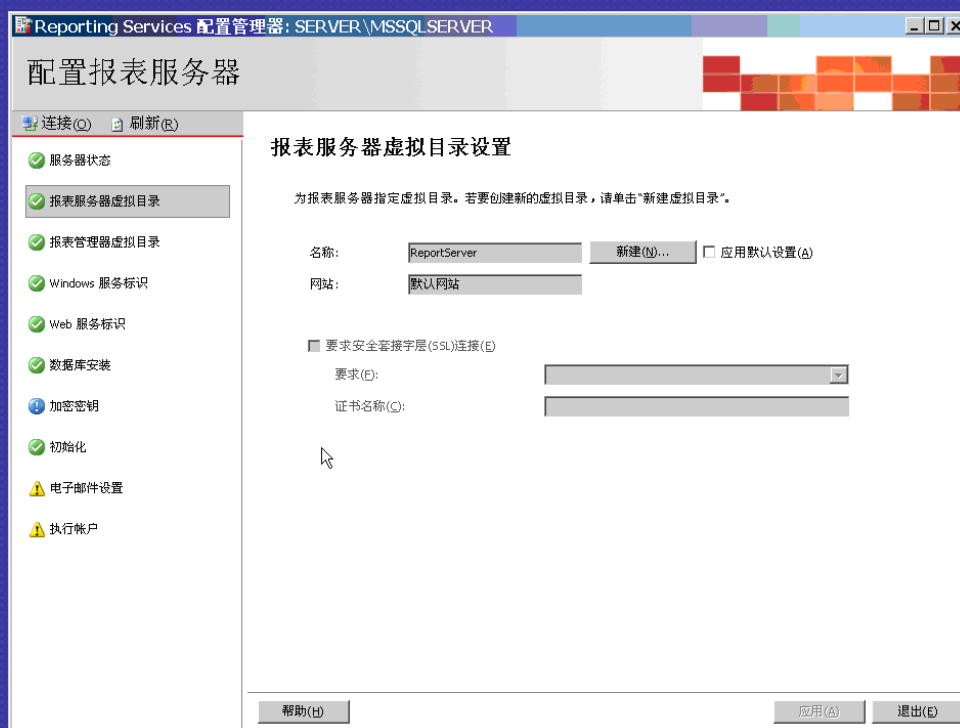 Reporting Services 配置管理器: SERVER\MSSQLSERVER
配置报表服务器
连接(O) 刷新(R)
服务器状态
报表服务器虚拟目录
报表管理器虚拟目录
Windows 服务标识
Web 服务标识
数据库安装
加密密钥
初始化
电子邮件设置
执行帐户
报表服务器虚拟目录设置
为报表服务器指定虚拟目录。若要创建新的虚拟目录，请单击“新建虚拟目录”。
名称: ReportServer 新建(N)... 应用默认设置(A)
网站: 默认网站
要求安全套接字层(SSL)连接(E)
要求(F):
证书名称(C):
帮助(H) 应用(A) 退出(E)